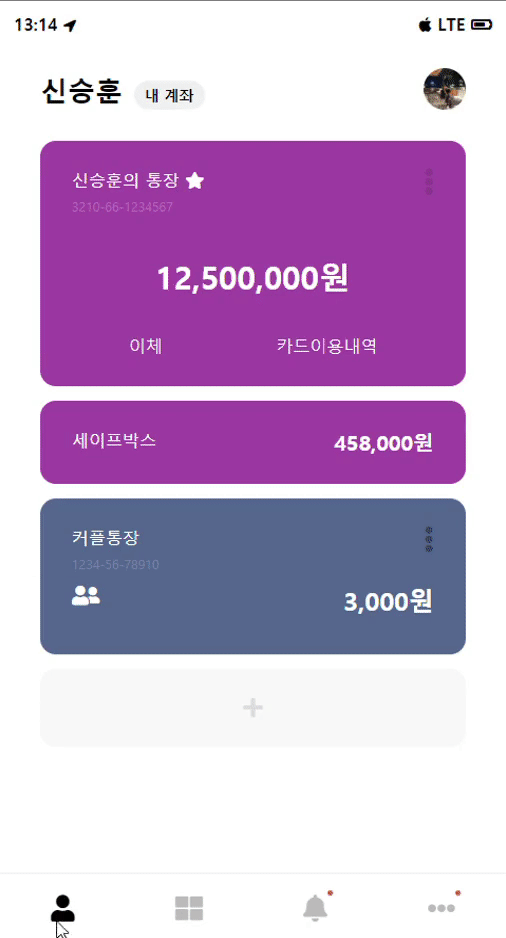 13:14 LTE
신승훈 내 계좌
신승훈의 통장
3210-66-1234567
12,500,000원
이체 카드이용내역
세이프박스 458,000원
커플통장
1234-56-78910
3,000원